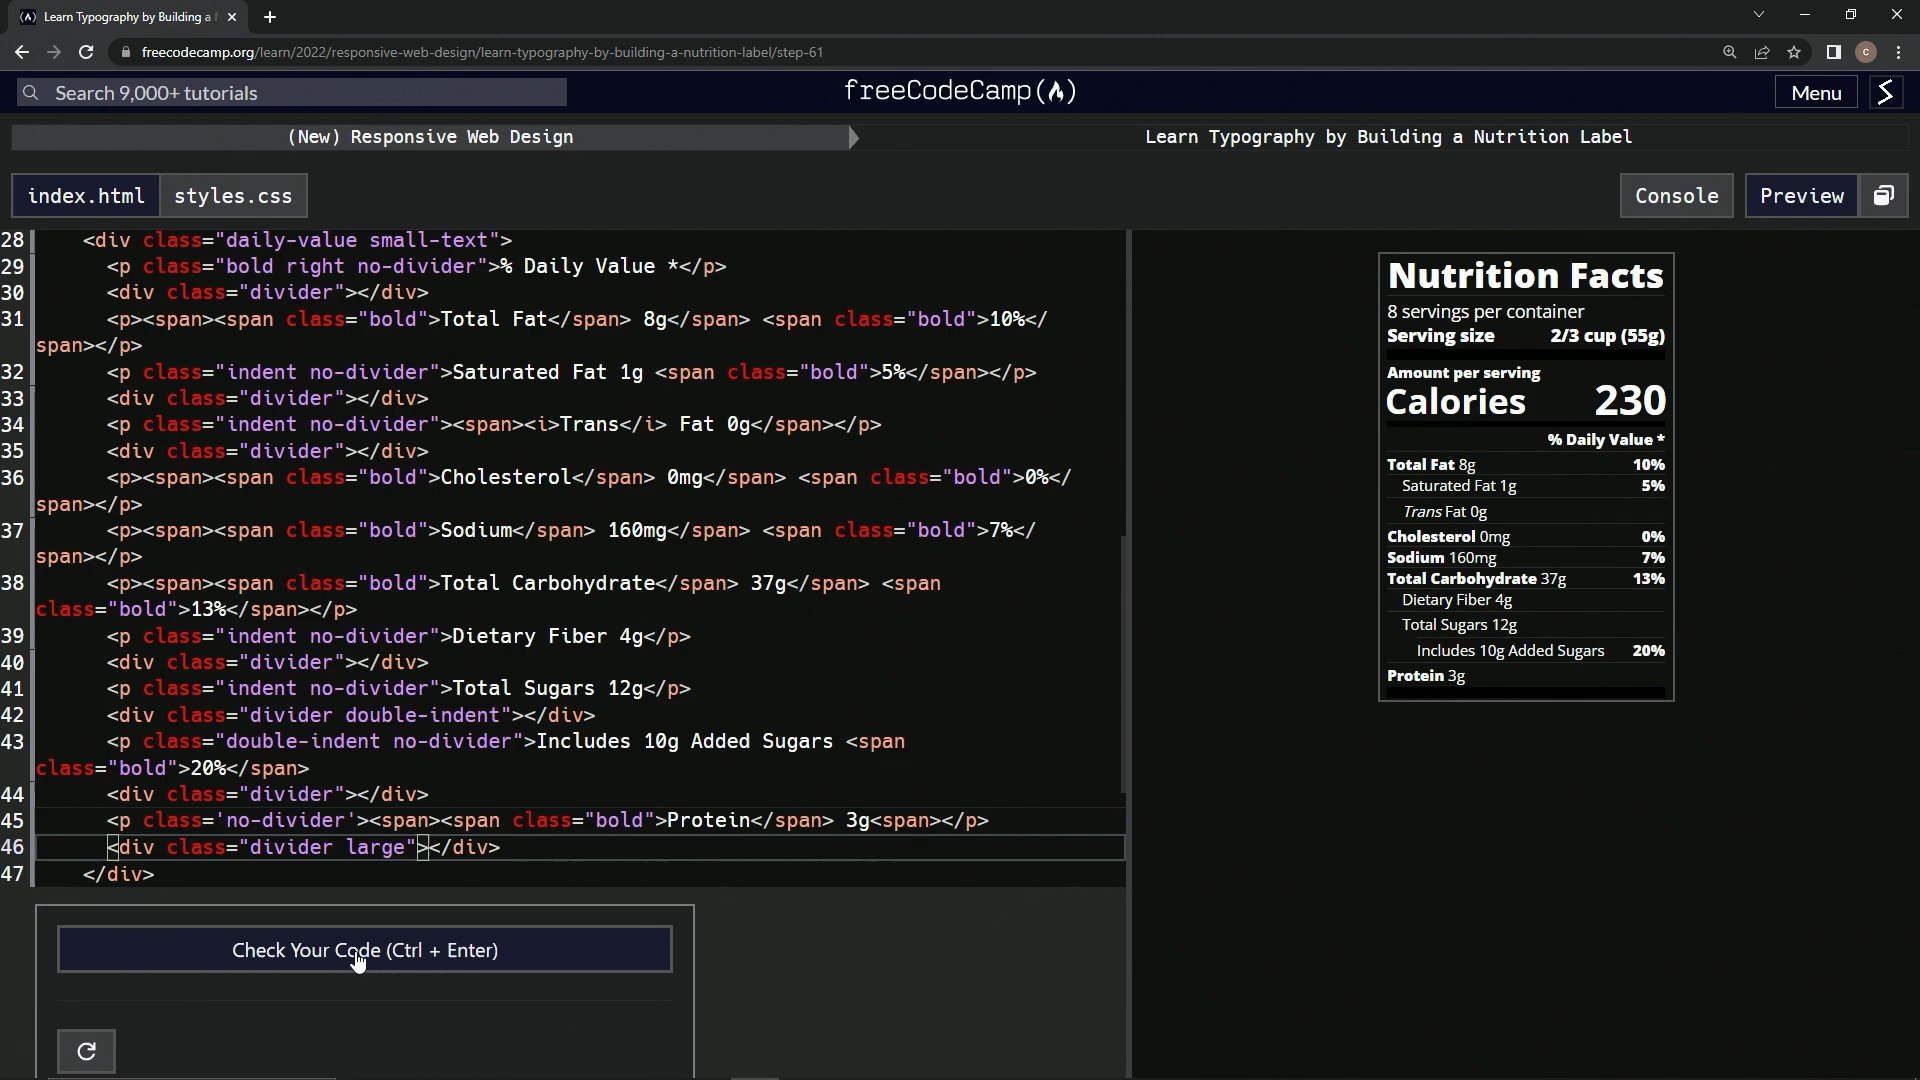 Learn Typography by Building a
freecodecamp.org/learn/2022/responsive-web-design/learn-typography-by-building-a-nutrition-label/step-61
c
Search 9,000+ tutorials
freeCodeCamp
Menu
(New) Responsive Web Design
Learn Typography by Building a Nutrition Label
index.html
styles.css
Console
Preview
28 <div class="daily-value small-text">
29 <p class="bold right no-divider">% Daily Value *</p>
30 <div class="divider"></div>
31 <p><span><span class="bold">Total Fat</span> 8g</span> <span class="bold">10%</
span></p>
32 <p class="indent no-divider">Saturated Fat 1g <span class="bold">5%</span></p>
33 <div class="divider"></div>
34 <p class="indent no-divider"><span><i>Trans</i> Fat 0g</span></p>
35 <div class="divider"></div>
36 <p><span><span class="bold">Cholesterol</span> 0mg</span> <span class="bold">0%</
span></p>
37 <p><span><span class="bold">Sodium</span> 160mg</span> <span class="bold">7%</
span></p>
38 <p><span><span class="bold">Total Carbohydrate</span> 37g</span> <span
class="bold">13%</span></p>
39 <p class="indent no-divider">Dietary Fiber 4g</p>
40 <div class="divider"></div>
41 <p class="indent no-divider">Total Sugars 12g</p>
42 <div class="divider double-indent"></div>
43 <p class="double-indent no-divider">Includes 10g Added Sugars <span
class="bold">20%</span>
44 <div class="divider"></div>
45 <p class='no-divider'><span><span class="bold">Protein</span> 3g<span></p>
46 <div class="divider large"></div>
47 </div>
Check Your Code (Ctrl + Enter)
Nutrition Facts
8 servings per container
Serving size 2/3 cup (55g)
Amount per serving
Calories 230
% Daily Value *
Total Fat 8g 10%
Saturated Fat 1g 5%
Trans Fat 0g
Cholesterol 0mg 0%
Sodium 160mg 7%
Total Carbohydrate 37g 13%
Dietary Fiber 4g
Total Sugars 12g
Includes 10g Added Sugars 20%
Protein 3g